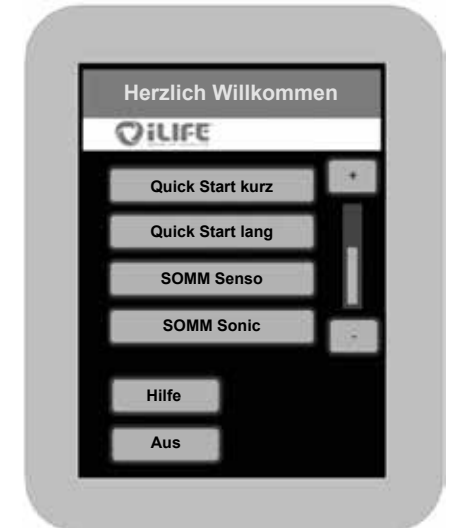 Herzlich Willkommen
iLIFE
Quick Start kurz
+
Quick Start lang
SOMM Senso
SOMM Sonic
-
Hilfe
Aus